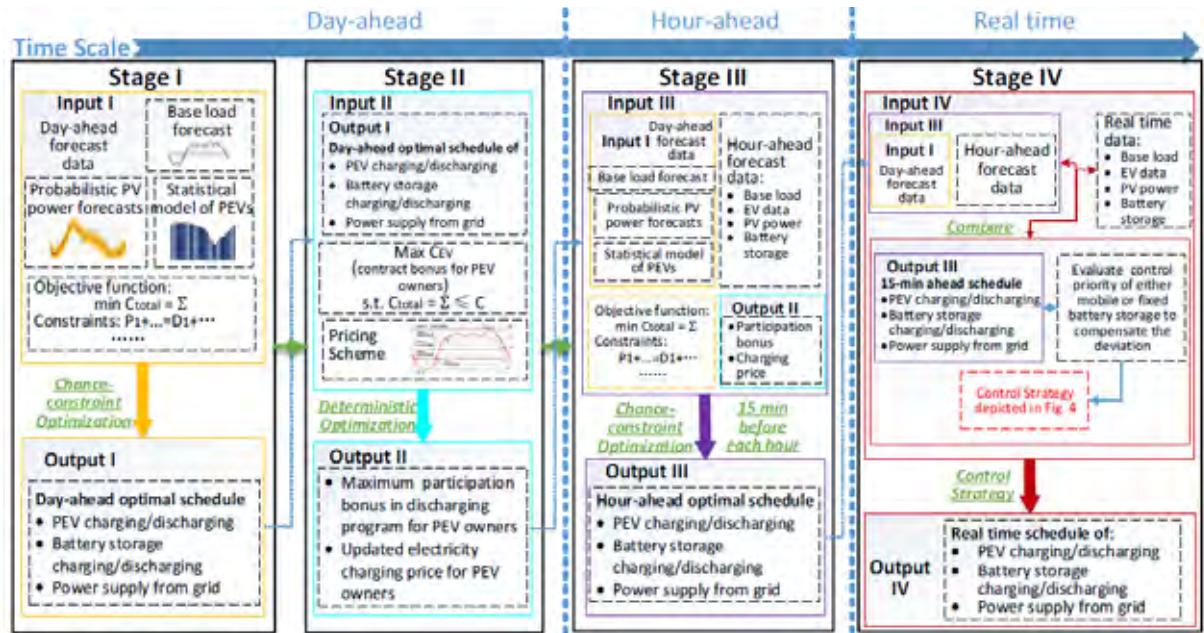 Day-ahead
Hour-ahead
Real time
Time Scale
Stage I
Input I
Day-ahead
forecast
data
Base load
forecast
Probabilistic PV
power forecasts
Statistical
model of PEVs
Objective function:
min Ctotal = Σ
Constraints: P1+...=D1+···
······
Chance-
constraint
Optimization
Output I
Day-ahead optimal schedule
• PEV charging/discharging
• Battery storage
charging/discharging
• Power supply from grid
Stage II
Input II
Output I
Day-ahead optimal schedule of
• PEV charging/discharging
• Battery storage
charging/discharging
• Power supply from grid
Max CEV
(contract bonus for PEV
owners)
s.t. Ctotal = Σ ⩽ C
Pricing
Scheme
Deterministic
Optimization
Output II
• Maximum participation
bonus in discharging
program for PEV owners
• Updated electricity
charging price for PEV
owners
Stage III
Input III
Input I
Day-ahead
forecast
data
Base load forecast
Probabilistic PV
power forecasts
Statistical model
of PEVs
Hour-ahead
forecast
data:
• Base load
• EV data
• PV power
• Battery
storage
Objective function:
min Ctotal = Σ
Constraints:
P1+...=D1+···
······
Output II
• Participation
bonus
• Charging
price
Chance-
constraint
Optimization
15 min
before
each hour
Output III
Hour-ahead optimal schedule
• PEV charging/discharging
• Battery storage
charging/discharging
• Power supply from grid
Stage IV
Input IV
Input III
Input I
Day-ahead
forecast
data
Hour-ahead
forecast
data
Real time
data:
• Base load
• EV data
• PV power
• Battery
storage
Compare
Output III
15-min ahead schedule
•PEV charging/discharging
•Battery storage
charging/discharging
•Power supply from grid
Evaluate control
priority of either
mobile or fixed
battery storage to
compensate the
deviation
Control Strategy
depicted in Fig. 4
Control
Strategy
Output
IV
Real time schedule of:
▪ PEV charging/discharging
▪ Battery storage
charging/discharging
• Power supply from grid